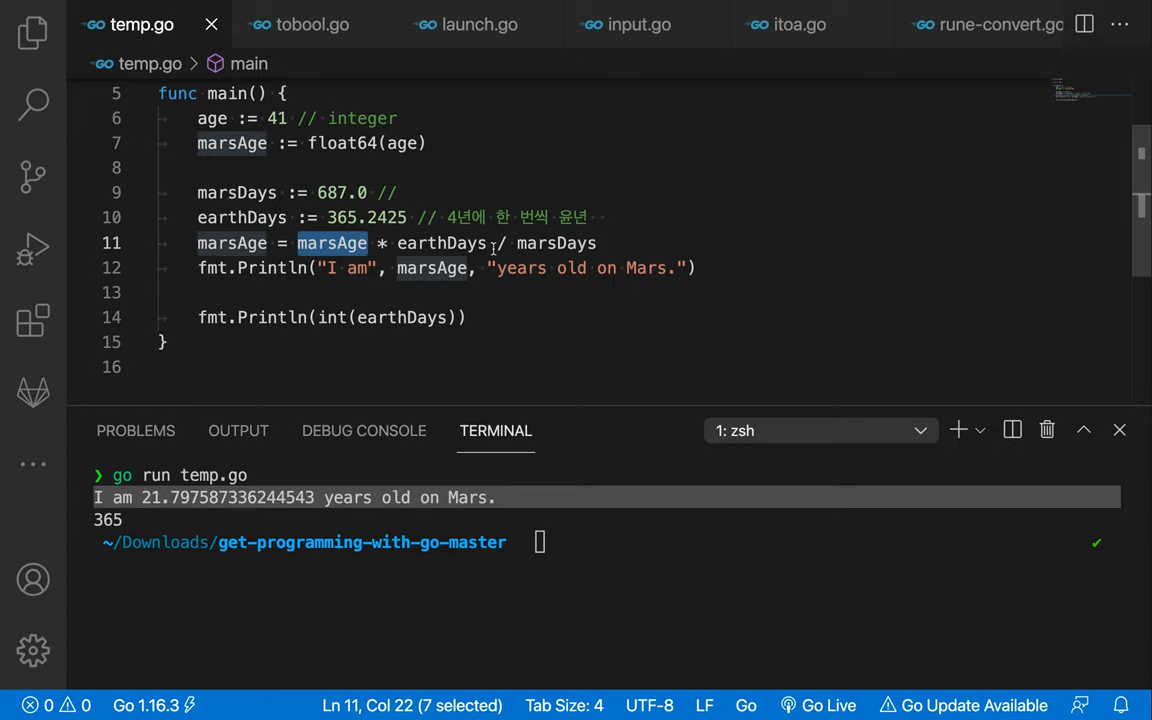 temp.go tobool.go launch.go input.go itoa.go rune-convert.go
temp.go > main
5 func main() {
6 age := 41 // integer
7 marsAge := float64(age)
8
9 marsDays := 687.0 //
10 earthDays := 365.2425 // 4년에 한 번씩 윤년
11 marsAge = marsAge * earthDays / marsDays
12 fmt.Println("I am", marsAge, "years old on Mars.")
13
14 fmt.Println(int(earthDays))
15 }
16
PROBLEMS OUTPUT DEBUG CONSOLE TERMINAL 1: zsh
❯ go run temp.go
I am 21.797587336244543 years old on Mars.
365
~/Downloads/get-programming-with-go-master
0 0 Go 1.16.3 Ln 11, Col 22 (7 selected) Tab Size: 4 UTF-8 LF Go Go Live Go Update Available